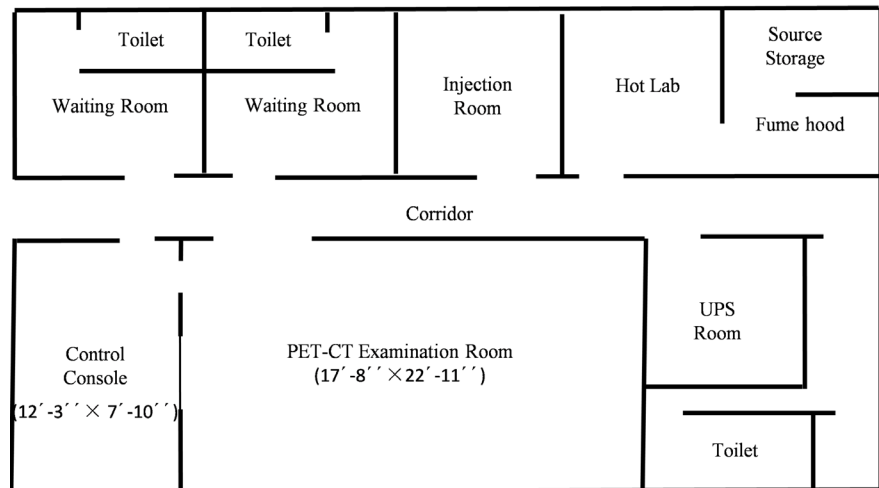 Toilet
Toilet
Source
Storage
Waiting Room
Waiting Room
Injection
Room
Hot Lab
Fume hood
Corridor
Control
Console
(12´-3´´ × 7´-10´´)
PET-CT Examination Room
(17´-8´´ ×22´-11´´)
UPS
Room
Toilet